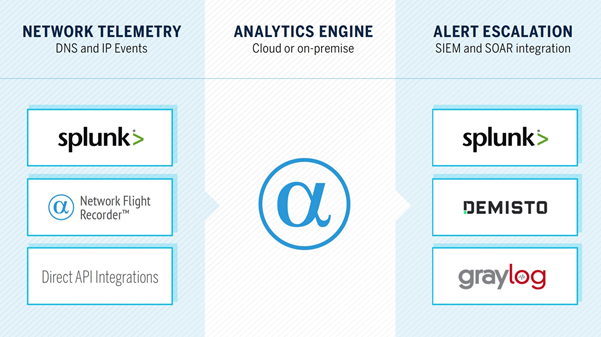 NETWORK TELEMETRY
DNS and IP Events
splunk>
α Network Flight
Recorder™
Direct API Integrations
ANALYTICS ENGINE
Cloud or on-premise
α
ALERT ESCALATION
SIEM and SOAR integration
splunk>
DEMISTO
graylog